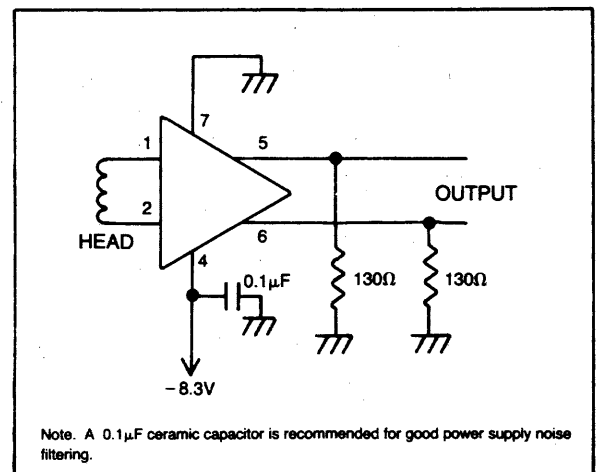 7
1
5
OUTPUT
2
6
HEAD
4
0.1μF
130Ω
130Ω
−8.3V
Note. A 0.1μF ceramic capacitor is recommended for good power supply noise
filtering.